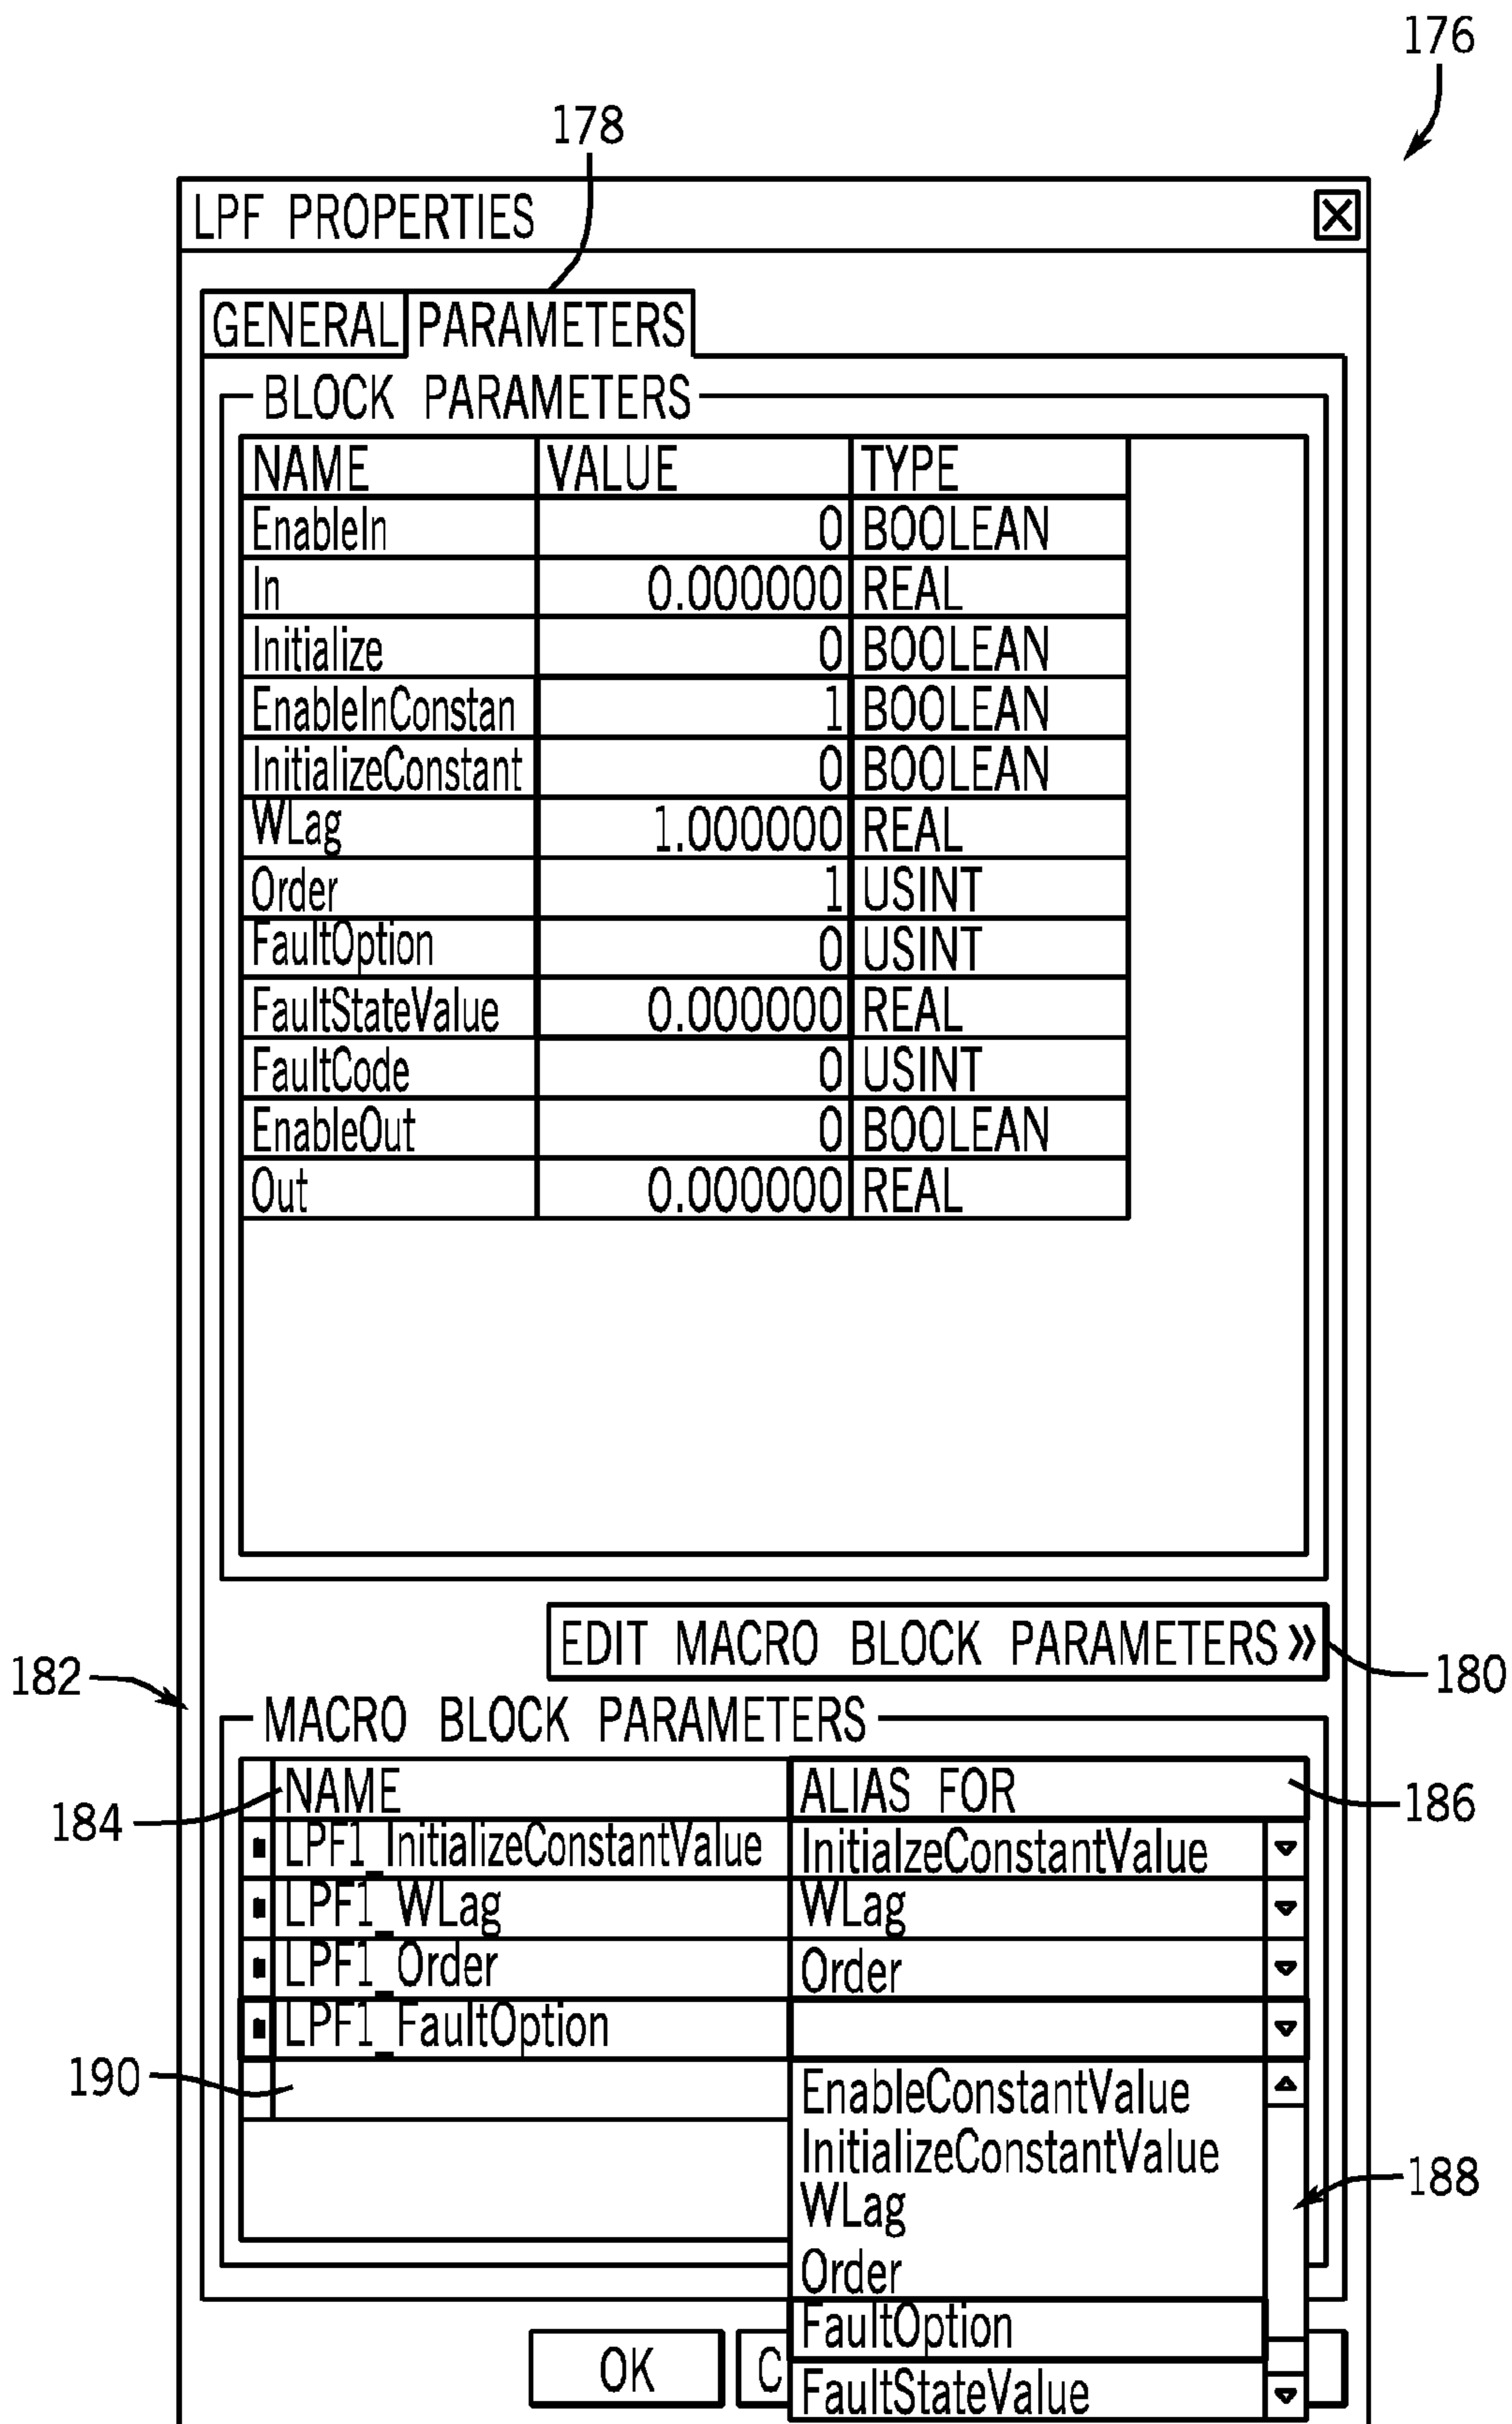 176
178
LPF PROPERTIES
GENERAL PARAMETERS
BLOCK PARAMETERS
NAME VALUE TYPE
EnableIn 0 BOOLEAN
In 0.000000 REAL
Initialize 0 BOOLEAN
EnableInConstan 1 BOOLEAN
InitializeConstant 0 BOOLEAN
WLag 1.000000 REAL
Order 1 USINT
FaultOption 0 USINT
FaultStateValue 0.000000 REAL
FaultCode 0 USINT
EnableOut 0 BOOLEAN
Out 0.000000 REAL
EDIT MACRO BLOCK PARAMETERS »
180
182
MACRO BLOCK PARAMETERS
NAME ALIAS FOR
184
186
LPF1_InitializeConstantValue InitialzeConstantValue
LPF1_WLag WLag
LPF1_Order Order
LPF1_FaultOption
190
EnableConstantValue
InitializeConstantValue
188
WLag
Order
FaultOption
OK C
FaultStateValue